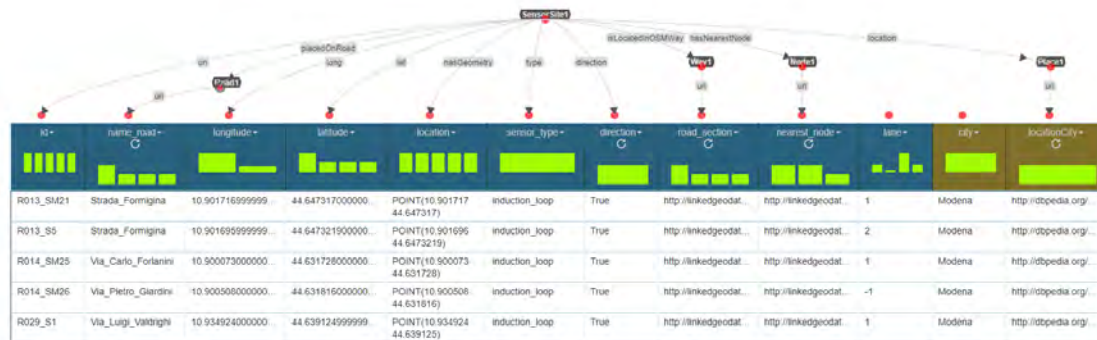 SensorSite1
isLocatedInOSMWay hasNearestNode location
placedOnRoad
uri long lat hasGeometry type direction Way1 Node1 Place1
Road1
uri uri uri uri
id name_road longitude latitude location sensor_type direction road_section nearest_node lane city locationCity
R013_SM21 Strada_Formigina 10.901716999999... 44.647317000000... POINT(10.901717 induction_loop True http://linkedgeodat... http://linkedgeodat... 1 Modena http://dbpedia.org/...
44.647317)
R013_S5 Strada_Formigina 10.901695999999... 44.647321900000... POINT(10.901696 induction_loop True http://linkedgeodat... http://linkedgeodat... 2 Modena http://dbpedia.org/...
44.6473219)
R014_SM25 Via_Carlo_Forlanini 10.900073000000... 44.631728000000... POINT(10.900073 induction_loop True http://linkedgeodat... http://linkedgeodat... 1 Modena http://dbpedia.org/...
44.631728)
R014_SM26 Via_Pietro_Giardini 10.900508000000... 44.631816000000... POINT(10.900508 induction_loop True http://linkedgeodat... http://linkedgeodat... -1 Modena http://dbpedia.org/...
44.631816)
R029_S1 Via_Luigi_Valdrighi 10.934924000000... 44.639124999999... POINT(10.934924 induction_loop True http://linkedgeodat... http://linkedgeodat... 1 Modena http://dbpedia.org/...
44.639125)